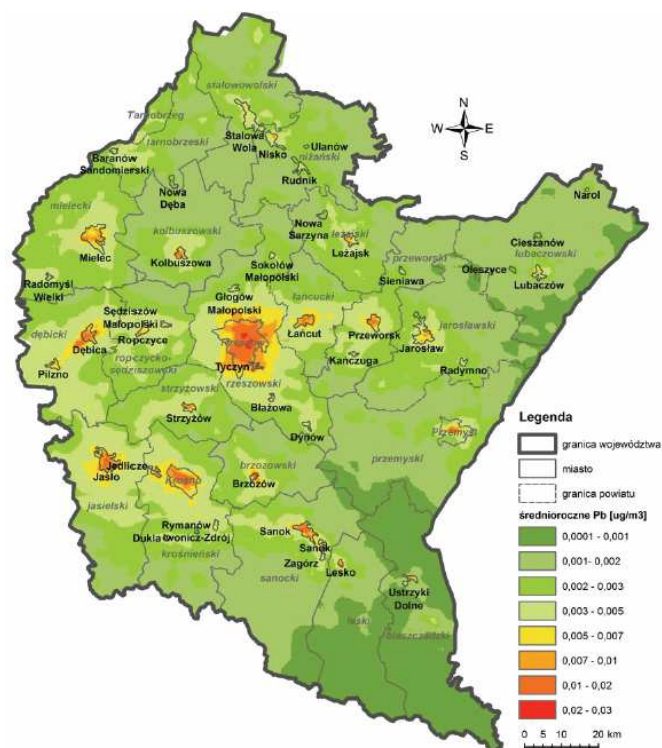 stalowowolski
Tarnobrzeg
tarnobrzeski
Stalowa
Wola
Nisko
Ulanów
niżański
Rudnik
Baranów
Sandomierski
Nowa
Dęba
mielecki
Mielec
kolbuszowski
Kolbuszowa
Nowa
Sarzyna
leżajski
Leżajsk
Sokołów
Małopolski
Radomyśl
Wielki
N
W E
S
Narol
Cieszanów
lubaczowski
Oleszyce
Lubaczów
przeworski
Sieniawa
Głogów
Małopolski
łańcucki
Łańcut
Przeworsk
Kańczuga
jarosławski
Jarosław
Radymno
Sędziszów
Małopolski
Ropczyce
ropczycko-
sędziszowski
dębicki
Dębica
Pilzno
Rzeszów
Tyczyn
rzeszowski
strzyżowski
Strzyżów
Błażowa
Dynów
Przemyśl
przemyski
Jedlicze
Jasło
jasielski
Krosno
brzozowski
Brzozów
Rymanów
Dukla
Iwonicz-Zdrój
krośnieński
Sanok
Sanok
Zagórz
Lesko
sanocki
Ustrzyki
Dolne
leski
bieszczadzki
Legenda
granica województwa
miasto
granica powiatu
średnioroczne Pb [ug/m3]
0,0001 - 0,001
0,001- 0,002
0,002 - 0,003
0,003 - 0,005
0,005 - 0,007
0,007 - 0,01
0,01 - 0,02
0,02 - 0,03
0 5 10 20 km